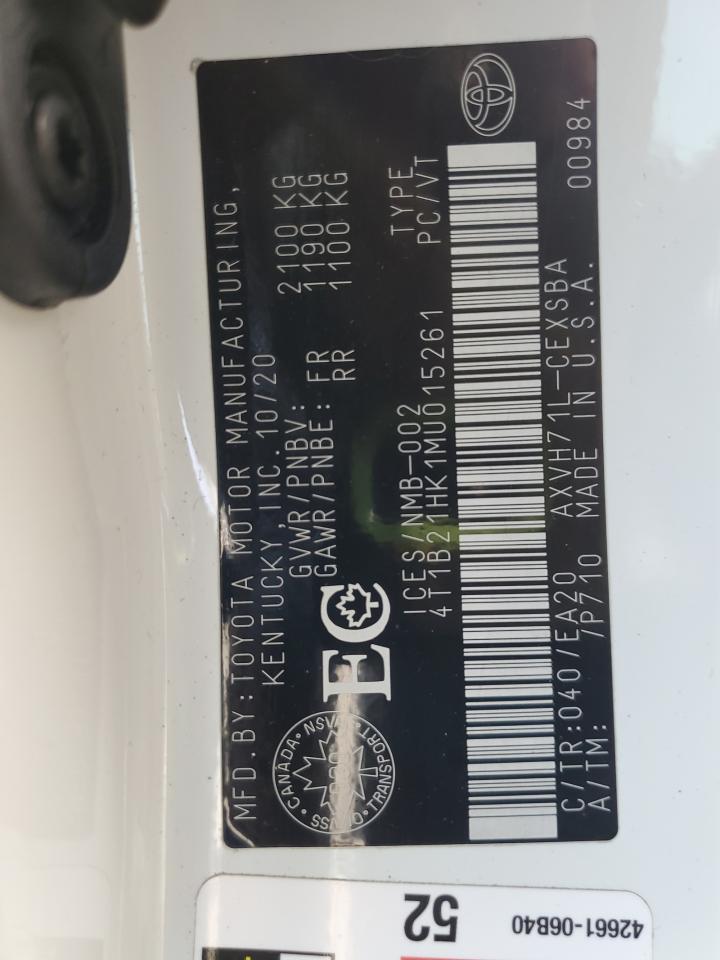 MFD.BY:TOYOTA MOTOR MANUFACTURING,
KENTUCKY, INC. 10/20
GVWR/PNBV: 2100 KG
GAWR/PNBE: FR 1190 KG
RR 1100 KG
CANADA • NVSM • TRANSPORT •
EC
ICES/NMB-002 TYPE
4T1B21HK1MU015261 PC/VT
C/TR:040/EA20 AXVH71L-CEXSBA 00984
A/TM: /P710 MADE IN U.S.A.
52
42661-06B40